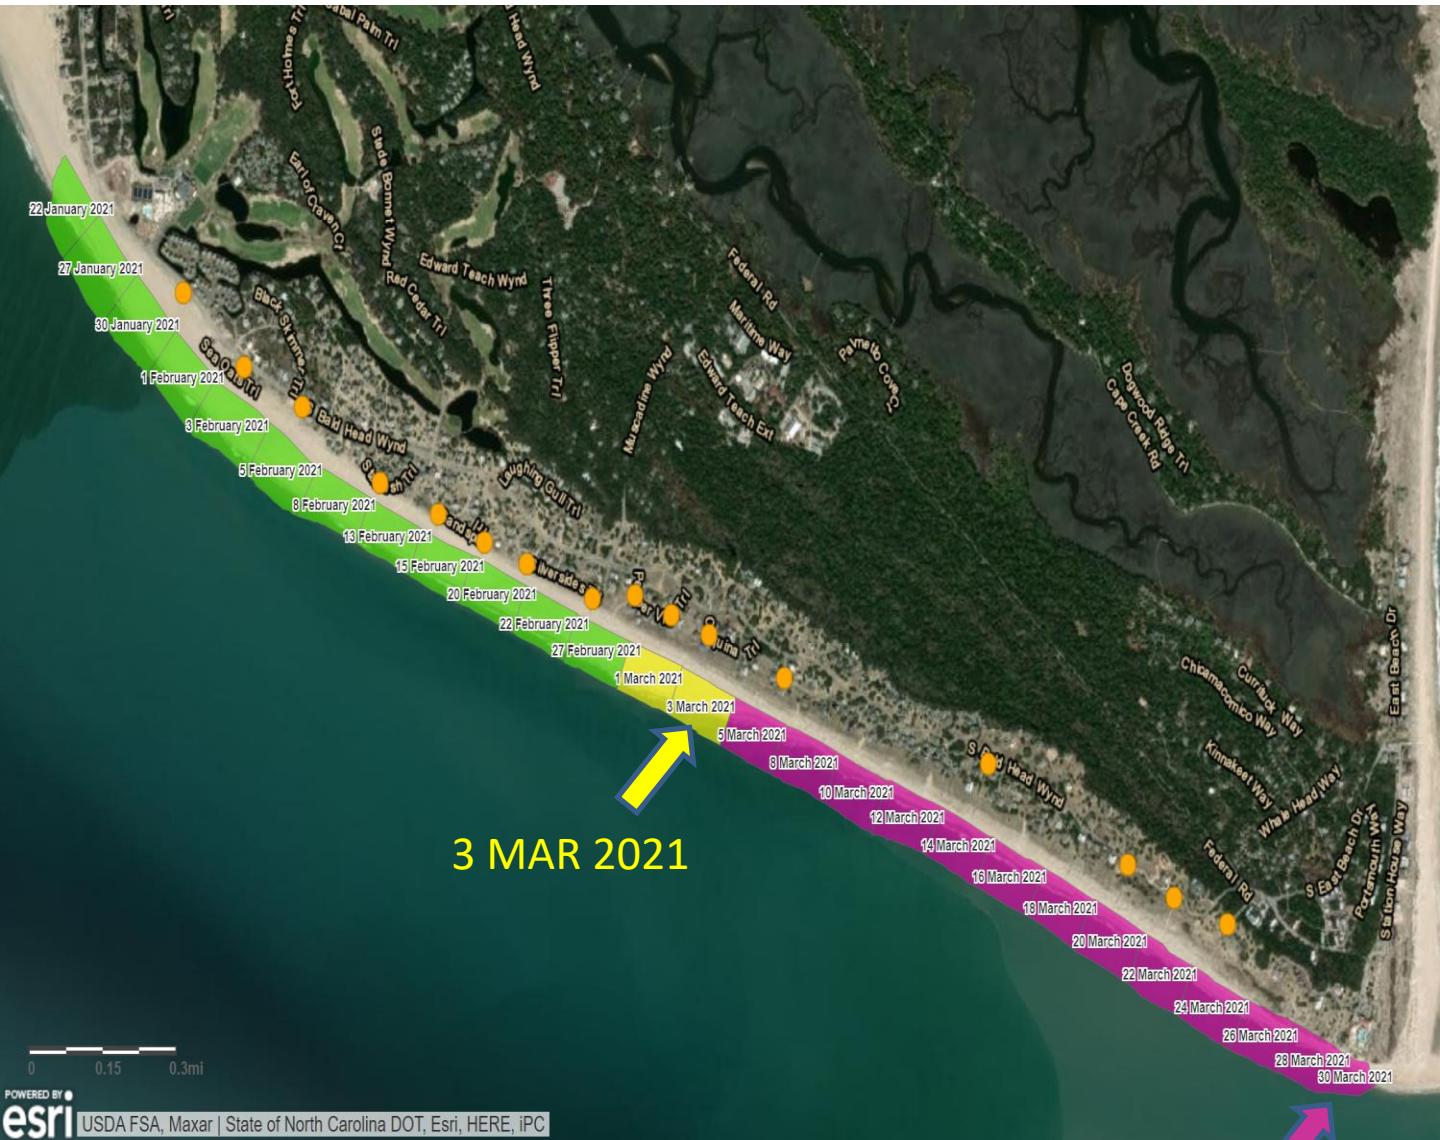 Fort Holmes Trl
Sabal Palm Trl
Head Wynd
Stede Bonnet Wynd
Earl of Craven Ct
22 January 2021
27 January 2021
Edward Teach Wynd
Red Cedar Trl
Federal Rd
30 January 2021
Black Skimmer
Three Flipper Trl
Maritime Way
Palmetto Cove Ct
Sea Oats Trl
Muscadine Wynd
Edward Teach Ext
1 February 2021
Dogwood Ridge Trl
Cape Creek Rd
3 February 2021
Bald Head Wynd
5 February 2021
Laughing Gull Trl
8 February 2021
13 February 2021
15 February 2021
20 February 2021
22 February 2021
27 February 2021
1 March 2021
3 March 2021
5 March 2021
8 March 2021
10 March 2021
12 March 2021
14 March 2021
16 March 2021
18 March 2021
20 March 2021
22 March 2021
24 March 2021
26 March 2021
28 March 2021
30 March 2021
East Beach Dr
Chicamacomico Way
Currituck Way
Kinnakeet Way
Whale Head Way
S Bald Head Wynd
Federal Rd
S East Beach Dr
Portsmouth Way
Station House Way
3 MAR 2021
0 0.15 0.3mi
POWERED BY
esri
USDA FSA, Maxar | State of North Carolina DOT, Esri, HERE, iPC